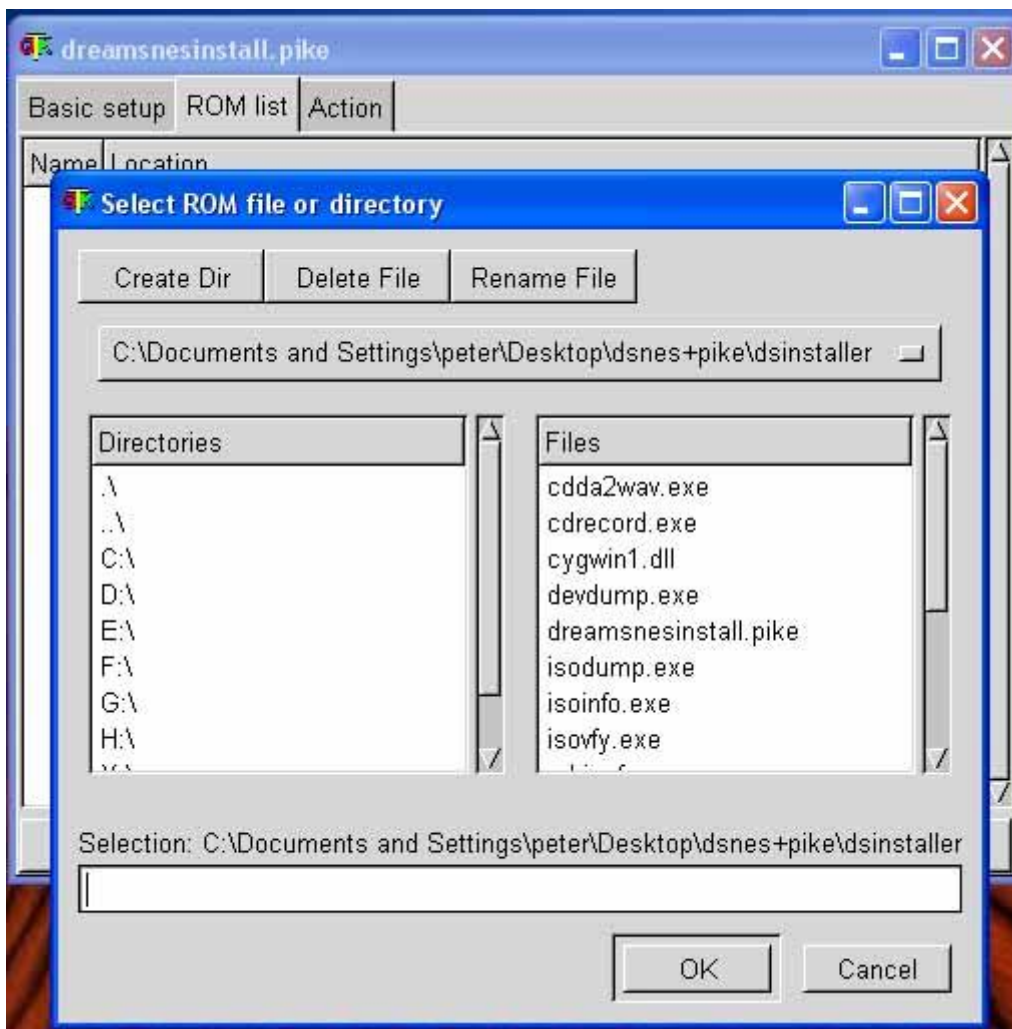 dreamsnesinstall.pike
Basic setup ROM list Action
Name Location
Select ROM file or directory
Create Dir Delete File Rename File
C:\Documents and Settings\peter\Desktop\dsnes+pike\dsinstaller
Directories
.\
..\
C:\
D:\
E:\
F:\
G:\
H:\
Files
cdda2wav.exe
cdrecord.exe
cygwin1.dll
devdump.exe
dreamsnesinstall.pike
isodump.exe
isoinfo.exe
isovfy.exe
Selection: C:\Documents and Settings\peter\Desktop\dsnes+pike\dsinstaller
OK Cancel